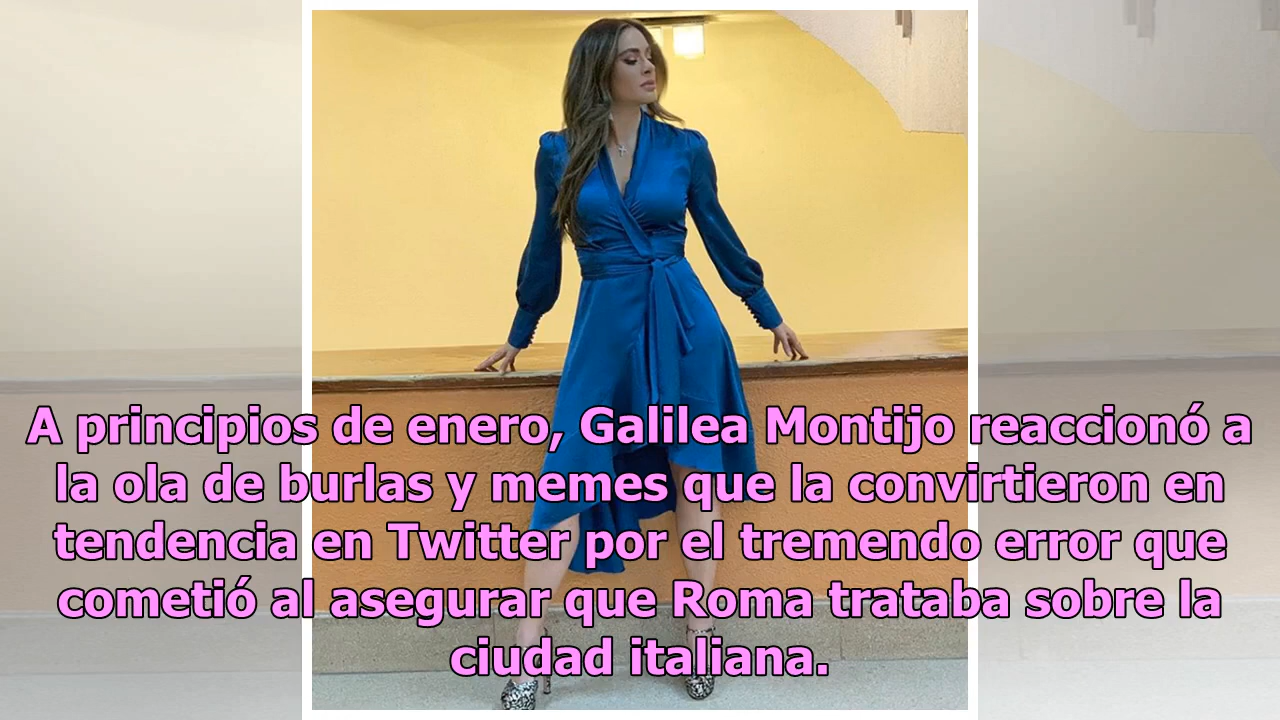 A principios de enero, Galilea Montijo reaccionó a
la ola de burlas y memes que la convirtieron en
tendencia en Twitter por el tremendo error que
cometió al asegurar que Roma trataba sobre la
ciudad italiana.